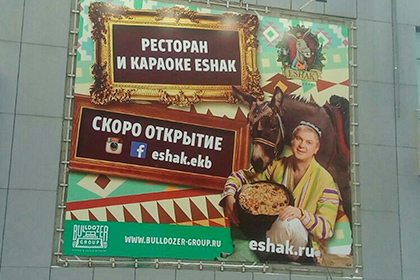 РЕСТОРАН
И КАРАОКЕ ESHAK
ESHAK
СКОРО ОТКРЫТИЕ
eshak.ekb
BULLDOZER
GROUP
WWW.BULLDOZER-GROUP.RU
eshak.ru